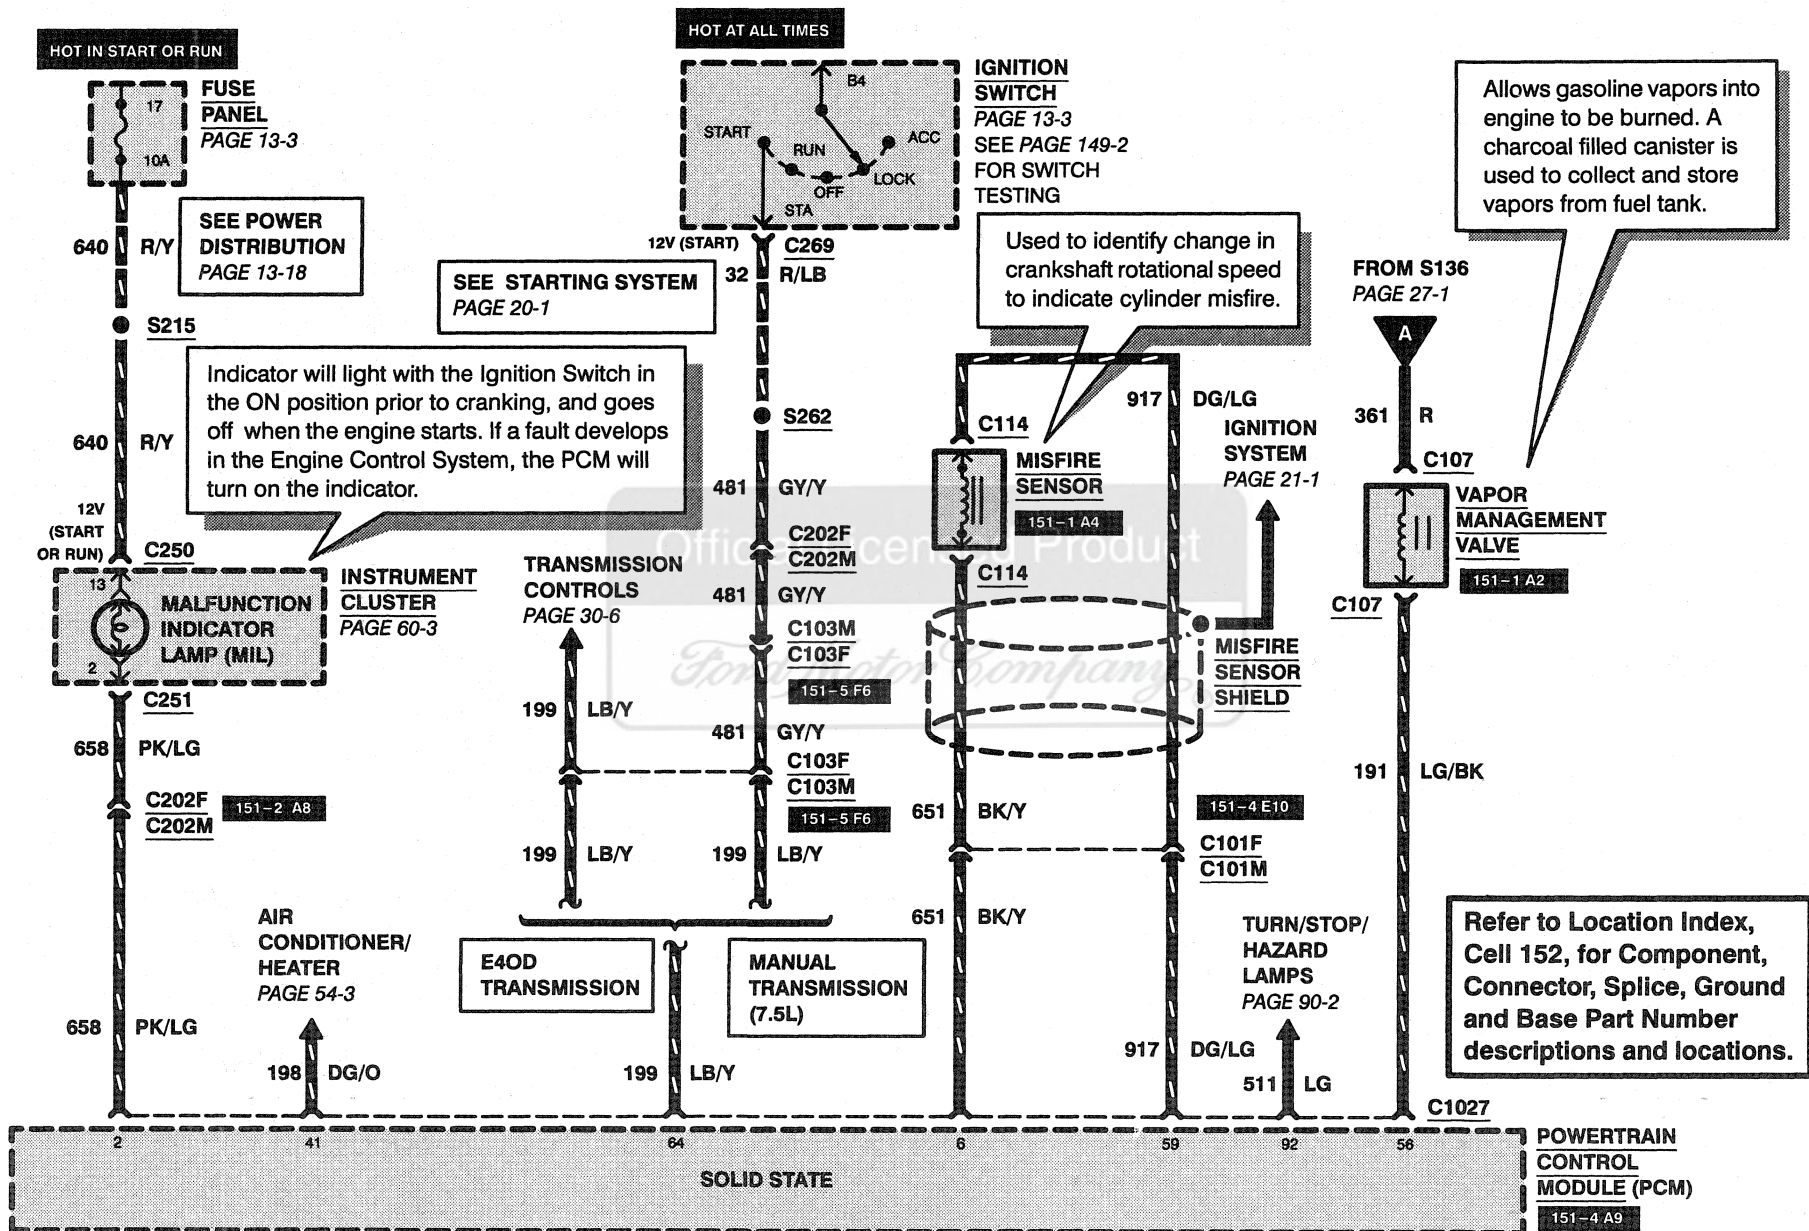 HOT IN START OR RUN
17
10A
FUSE
PANEL
PAGE 13-3
640
R/Y
SEE POWER
DISTRIBUTION
PAGE 13-18
S215
640
R/Y
12V
(START
OR RUN)
C250
Indicator will light with the Ignition Switch in
the ON position prior to cranking, and goes
off when the engine starts. If a fault develops
in the Engine Control System, the PCM will
turn on the indicator.
13
MALFUNCTION
INDICATOR
LAMP (MIL)
2
INSTRUMENT
CLUSTER
PAGE 60-3
C251
658
PK/LG
C202F
C202M
151-2 A8
658
PK/LG
AIR
CONDITIONER/
HEATER
PAGE 54-3
198
DG/O
HOT AT ALL TIMES
B4
START
RUN
OFF
LOCK
ACC
STA
IGNITION
SWITCH
PAGE 13-3
SEE PAGE 149-2
FOR SWITCH
TESTING
12V (START)
C269
32
R/LB
SEE STARTING SYSTEM
PAGE 20-1
S262
481
GY/Y
C202F
C202M
481
GY/Y
C103M
C103F
151-5 F6
481
GY/Y
C103F
C103M
151-5 F6
TRANSMISSION
CONTROLS
PAGE 30-6
199
LB/Y
199
LB/Y
199
LB/Y
E4OD
TRANSMISSION
MANUAL
TRANSMISSION
(7.5L)
199
LB/Y
Used to identify change in
crankshaft rotational speed
to indicate cylinder misfire.
917
DG/LG
C114
MISFIRE
SENSOR
151-1 A4
C114
IGNITION
SYSTEM
PAGE 21-1
MISFIRE
SENSOR
SHIELD
651
BK/Y
151-4 E10
C101F
C101M
651
BK/Y
917
DG/LG
TURN/STOP/
HAZARD
LAMPS
PAGE 90-2
511
LG
Allows gasoline vapors into
engine to be burned. A
charcoal filled canister is
used to collect and store
vapors from fuel tank.
FROM S136
PAGE 27-1
A
361
R
C107
VAPOR
MANAGEMENT
VALVE
151-1 A2
C107
191
LG/BK
Refer to Location Index,
Cell 152, for Component,
Connector, Splice, Ground
and Base Part Number
descriptions and locations.
C1027
2
41
64
6
59
92
56
SOLID STATE
POWERTRAIN
CONTROL
MODULE (PCM)
151-4 A9
Official Licensed Product
Ford Motor Company